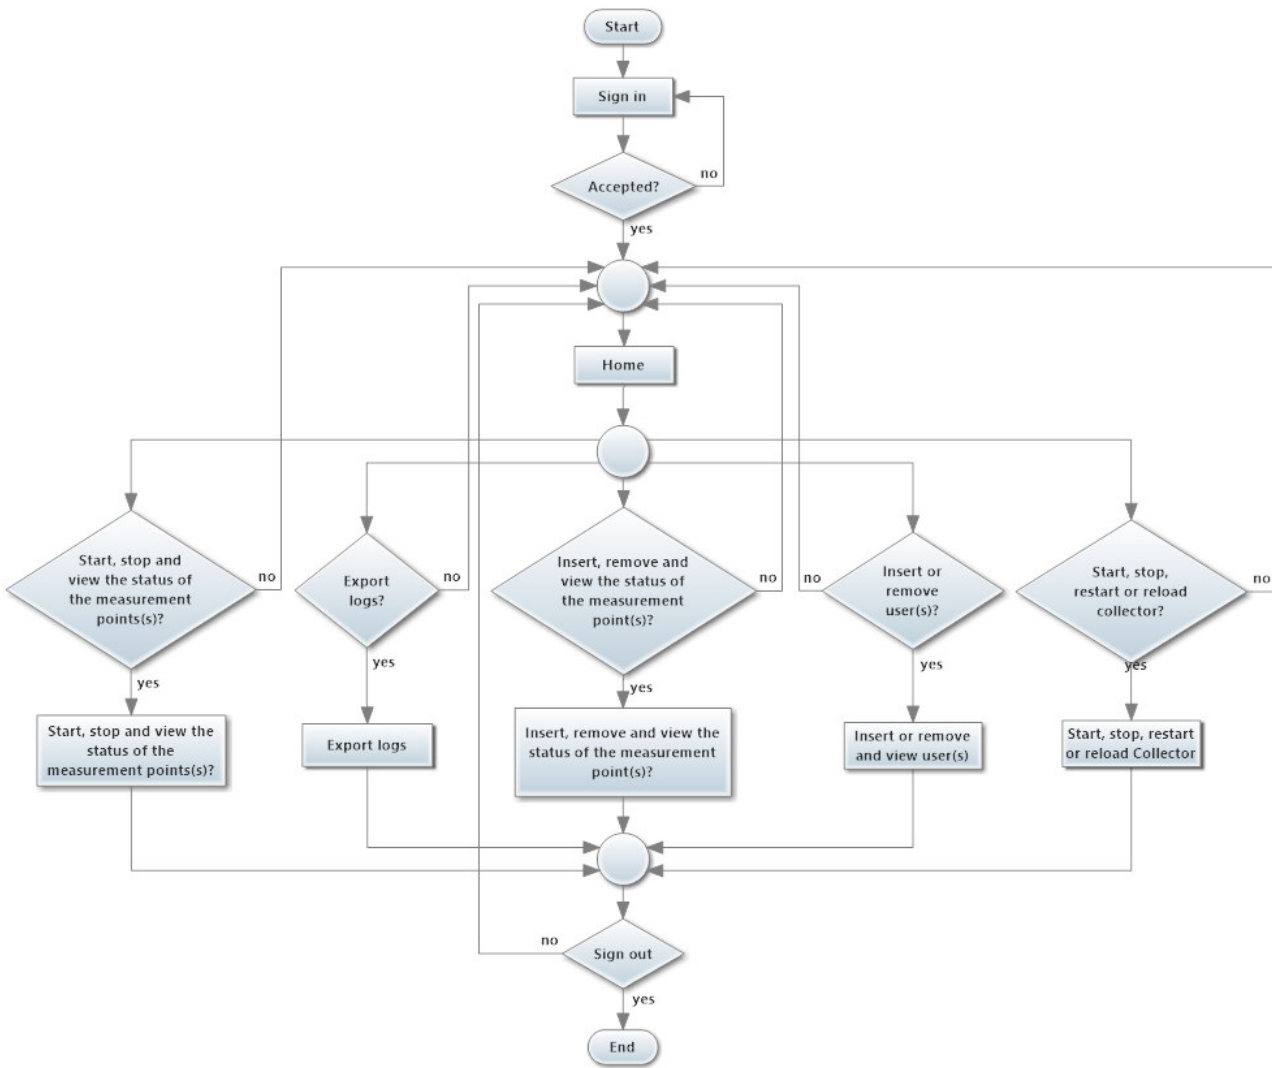 Start
Sign in
Accepted?
no
yes
Home
Start, stop and
view the status of
the measurement
points(s)?
no
yes
Export
logs?
no
yes
Insert, remove and
view the status of
the measurement
point(s)?
no
yes
Insert or
remove
user(s)?
no
yes
Start, stop,
restart or reload
collector?
no
yes
Start, stop and view the
status of the
measurement points(s)?
Export logs
Insert, remove and view the
status of the measurement
point(s)?
Insert or remove
and view user(s)
Start, stop, restart
or reload Collector
Sign out
no
yes
End